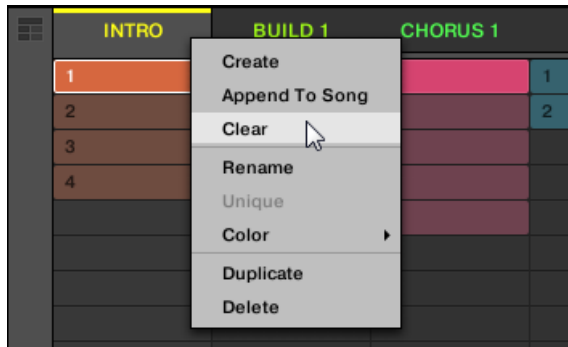 INTRO BUILD 1 CHORUS 1
1 1
2 2
3
4
Create
Append To Song
Clear
Rename
Unique
Color
Duplicate
Delete